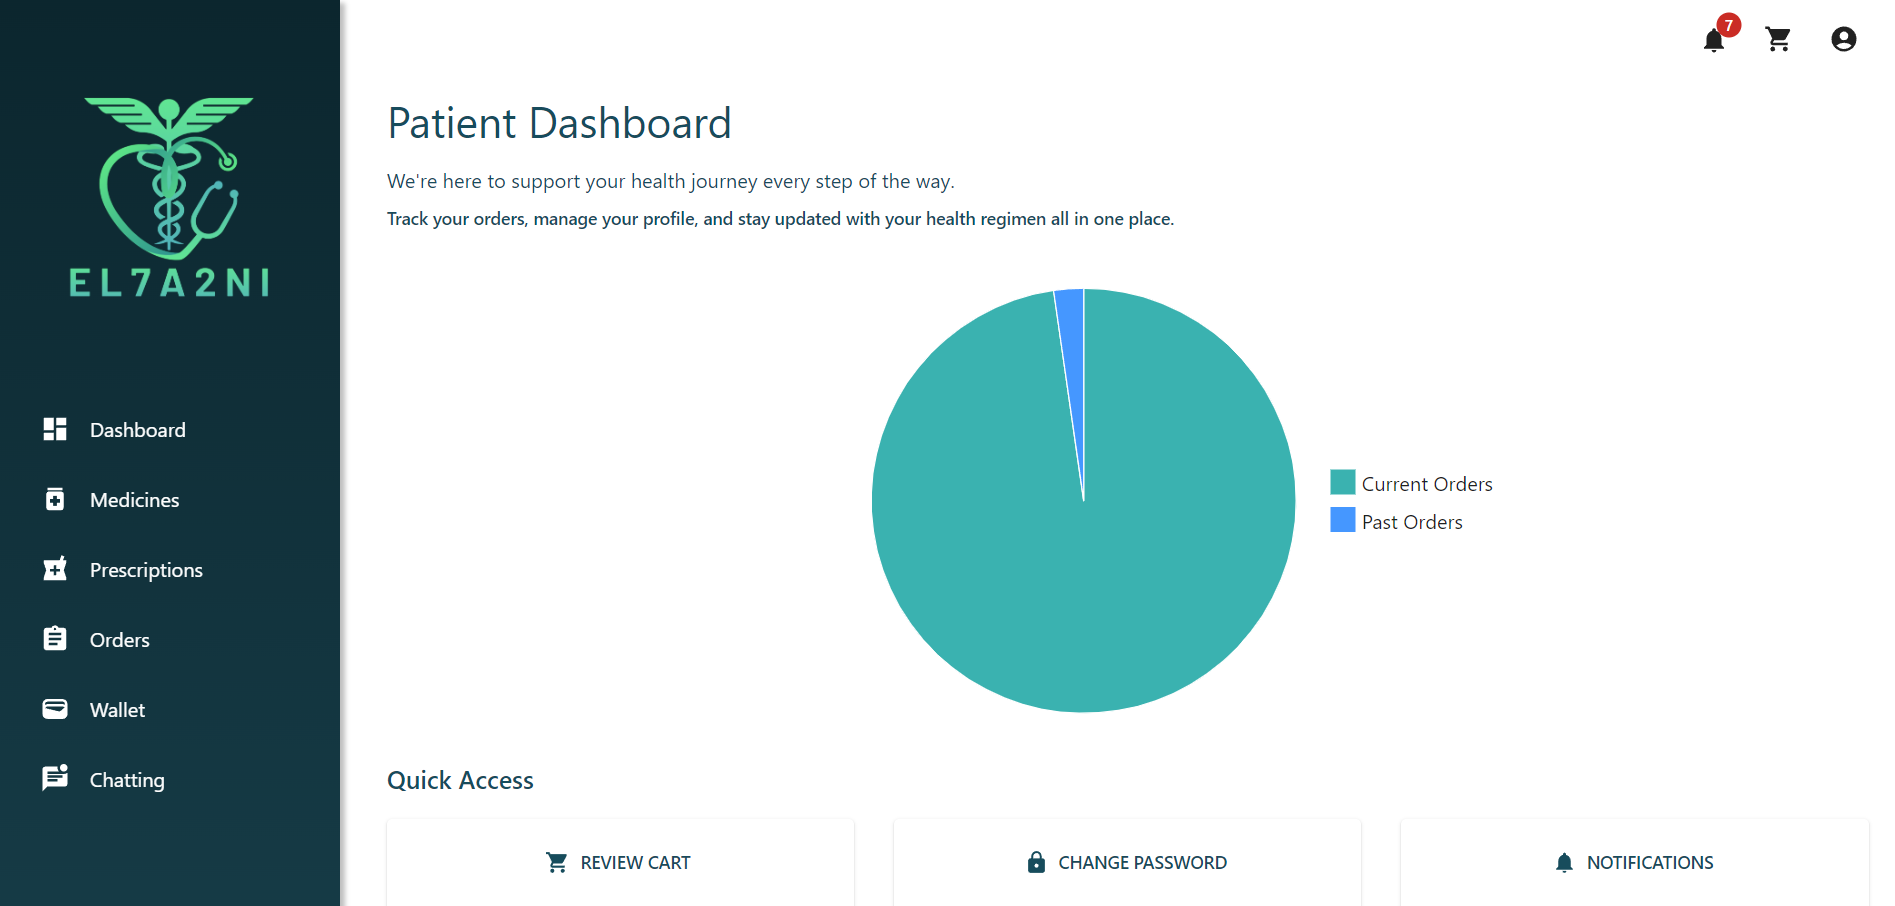 EL7A2NI
Dashboard
Medicines
Prescriptions
Orders
Wallet
Chatting
7
Patient Dashboard
We're here to support your health journey every step of the way.
Track your orders, manage your profile, and stay updated with your health regimen all in one place.
Current Orders
Past Orders
Quick Access
REVIEW CART
CHANGE PASSWORD
NOTIFICATIONS